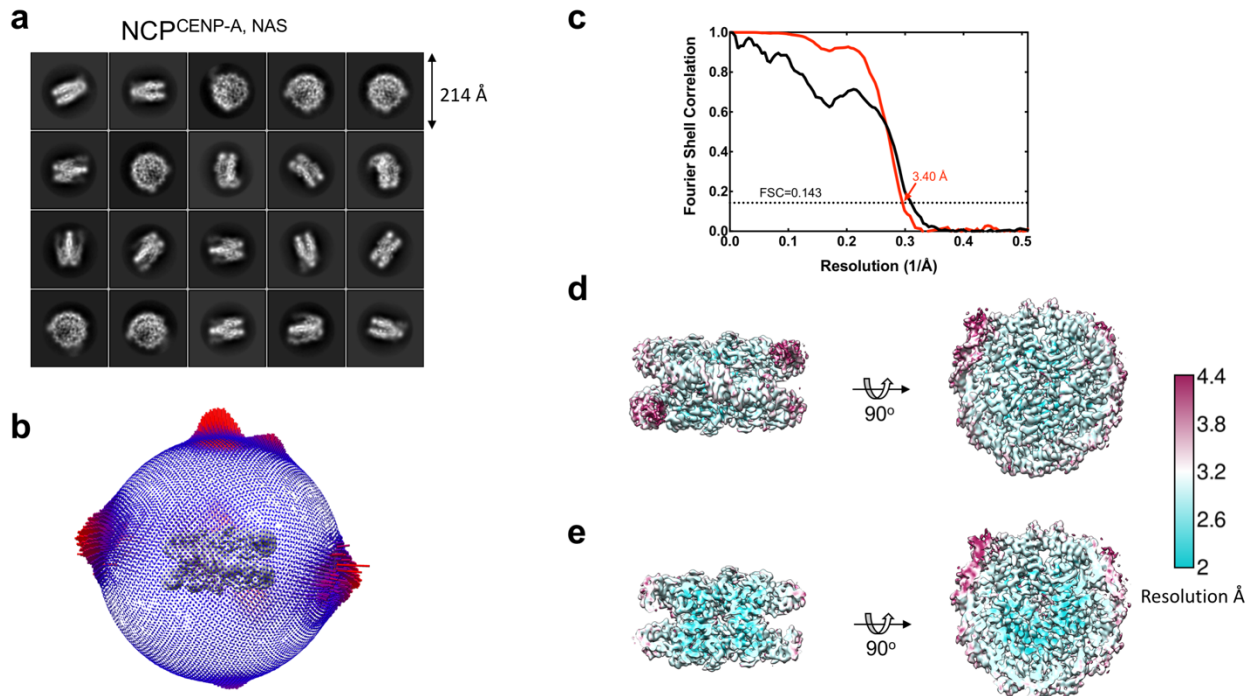 a
NCP^CENP-A, NAS
214 Å
b
c
Fourier Shell Correlation
1.0
0.8
0.6
0.4
0.2
0.0
FSC=0.143
3.40 Å
0.0 0.1 0.2 0.3 0.4 0.5
Resolution (1/Å)
d
90°
e
90°
4.4
3.8
3.2
2.6
2
Resolution Å